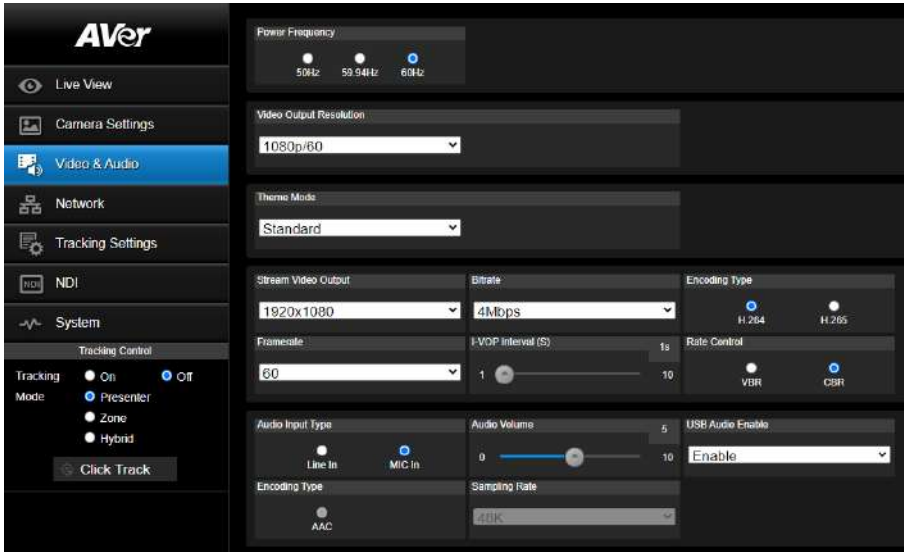 AVer
Live View
Camera Settings
Video & Audio
Network
Tracking Settings
NDI NDI
System
Tracking Control
Tracking On Off
Mode Presenter
Zone
Hybrid
Click Track
Power Frequency
50Hz 59.94Hz 60Hz
Video Output Resolution
1080p/60
Theme Mode
Standard
Stream Video Output Bitrate Encoding Type
1920x1080 4Mbps H.264 H.265
Framerate I-VOP Interval (S) 1s Rate Control
60 1 10 VBR CBR
Audio Input Type Audio Volume 5 USB Audio Enable
Line In MIC In 0 10 Enable
Encoding Type Sampling Rate
AAC 48K